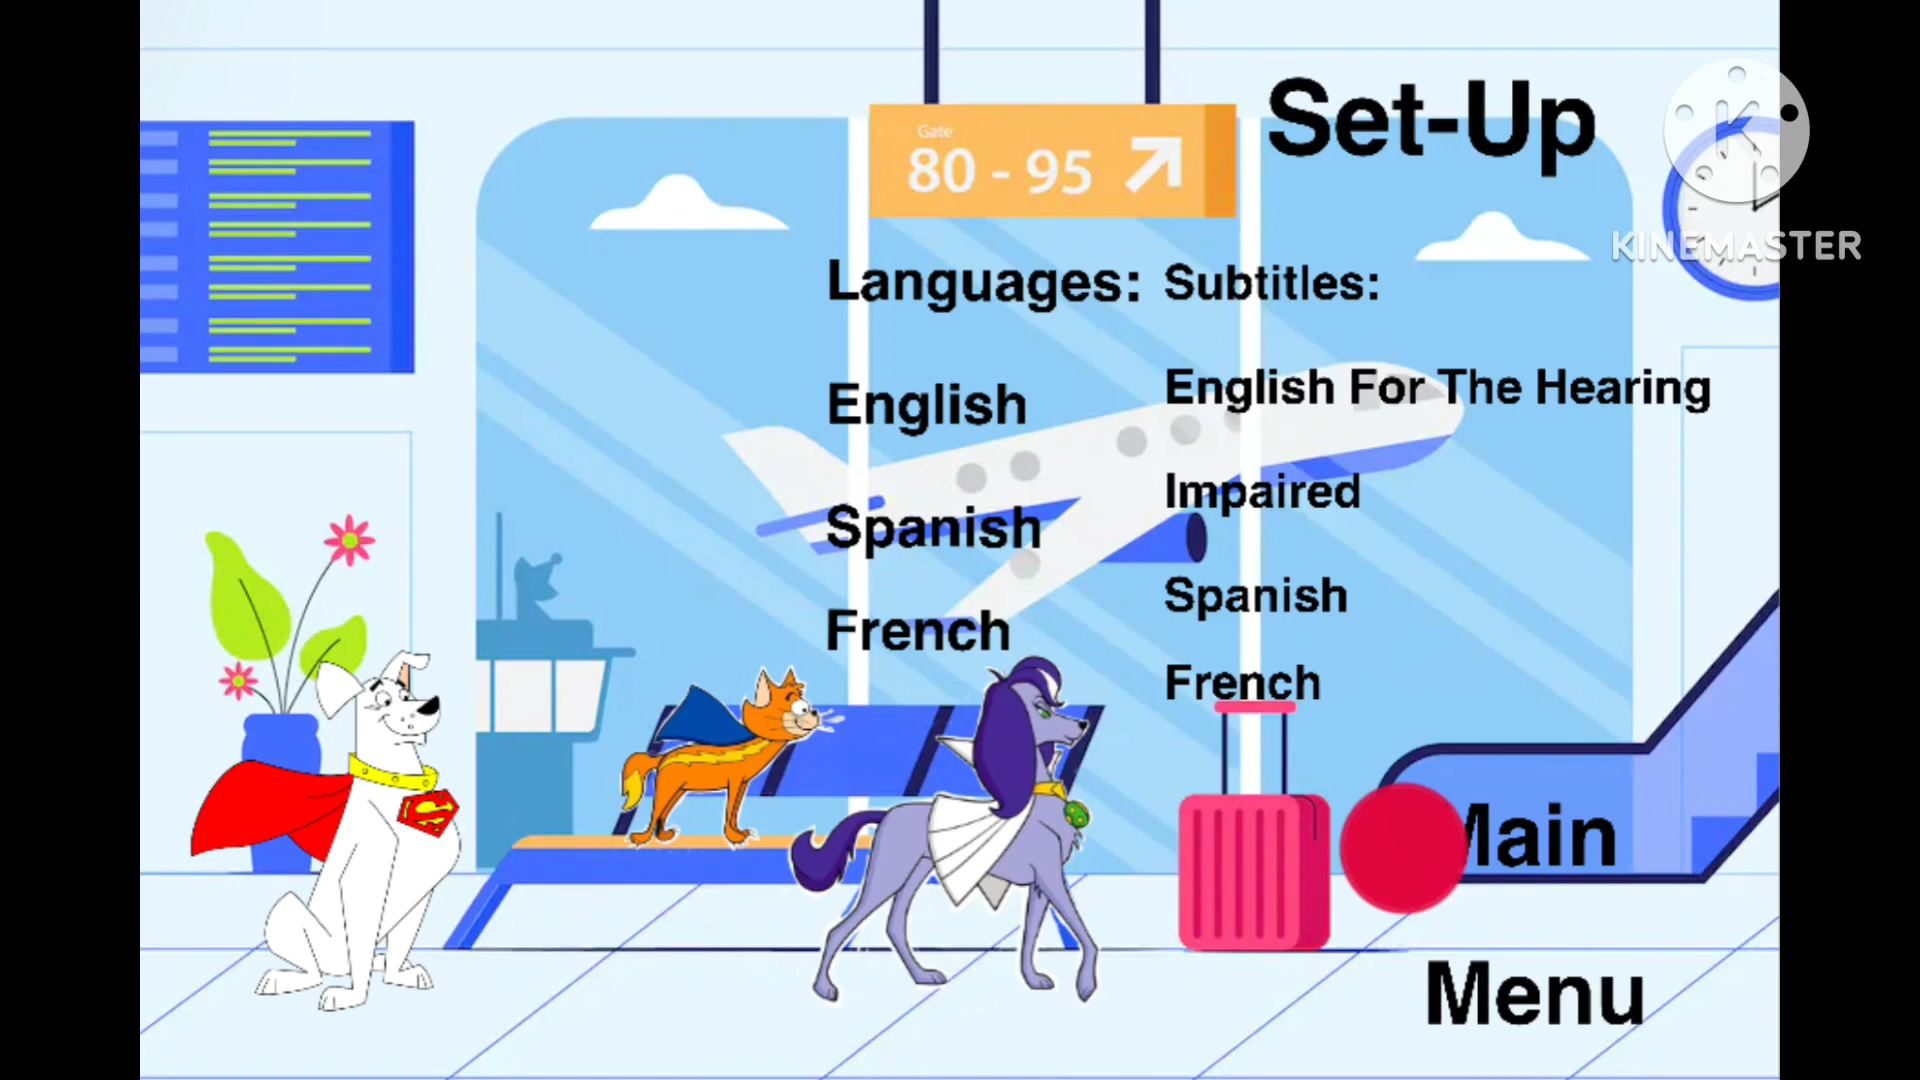 Set-Up
Gate
80 - 95
K
KINEMASTER
Languages:
English
Spanish
French
Subtitles:
English For The Hearing
Impaired
Spanish
French
S
Main
Menu